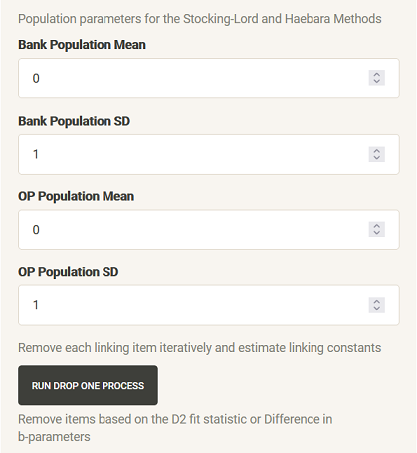 Population parameters for the Stocking-Lord and Haebara Methods
Bank Population Mean
0
Bank Population SD
1
OP Population Mean
0
OP Population SD
1
Remove each linking item iteratively and estimate linking constants
RUN DROP ONE PROCESS
Remove items based on the D2 fit statistic or Difference in
b-parameters